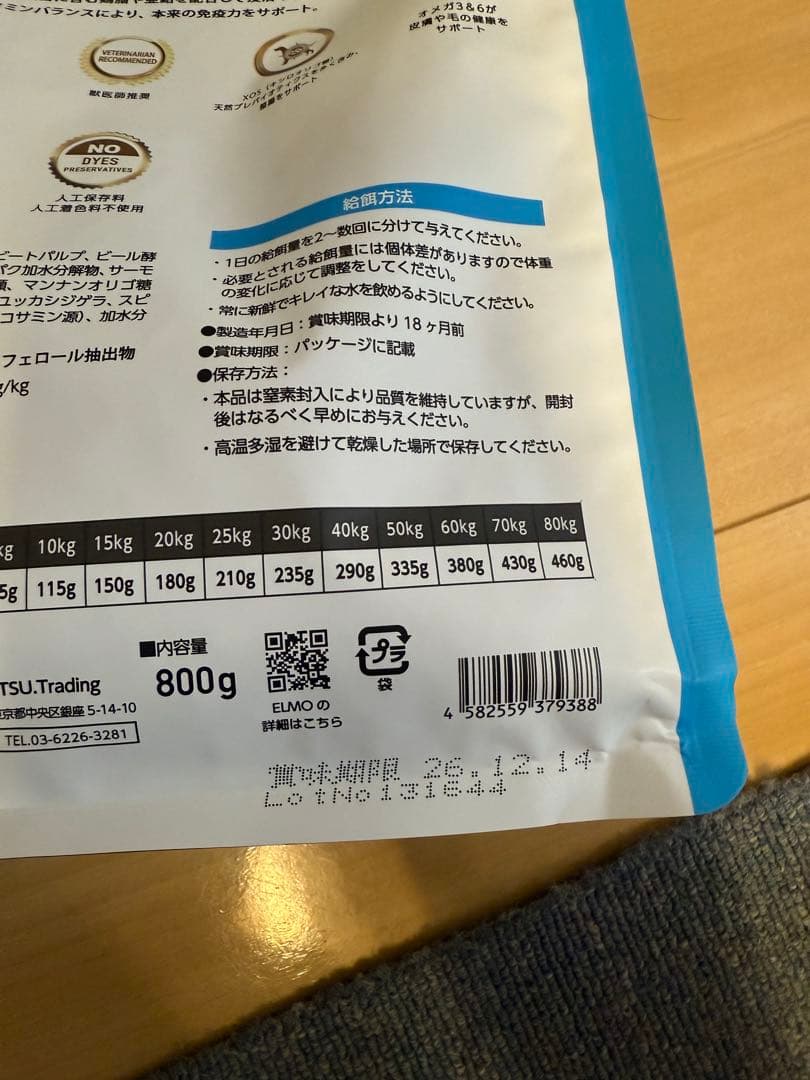 ミンバランスにより、本来の免疫力をサポート。
オメガ3&6が
皮膚や毛の健康を
サポート
VETERINARIAN
RECOMMENDED
獣医師推奨
NO
DYES
PRESERVATIVES
人工保存料
人工着色料不使用
ビートパルプ、ビール酵
パク加水分解物、サーモ
マンナンオリゴ糖
ユッカシジゲラ、スピ
コサミン源)、加水分
フェロール抽出物
g/kg
給餌方法
・1日の給餌量を2〜数回に分けて与えてください。
・必要とされる給餌量には個体差がありますので体重
の変化に応じて調整をしてください。
・常に新鮮でキレイな水を飲めるようにしてください。
●製造年月日：賞味期限より 18 ヶ月前
●賞味期限：パッケージに記載
●保存方法：
・本品は窒素封入により品質を維持していますが、開封
後はなるべく早めにお与えください。
・高温多湿を避けて乾燥した場所で保存してください。
kg 10kg 15kg 20kg 25kg 30kg 40kg 50kg 60kg 70kg 80kg
5g 115g 150g 180g 210g 235g 290g 335g 380g 430g 460g
TSU.Trading
京都中央区銀座 5-14-10
TEL.03-6226-3281
■内容量
800g
ELMO の
詳細はこちら
プラ
袋
4 582559 379388
賞味期限 26.12.14
LotNo131644